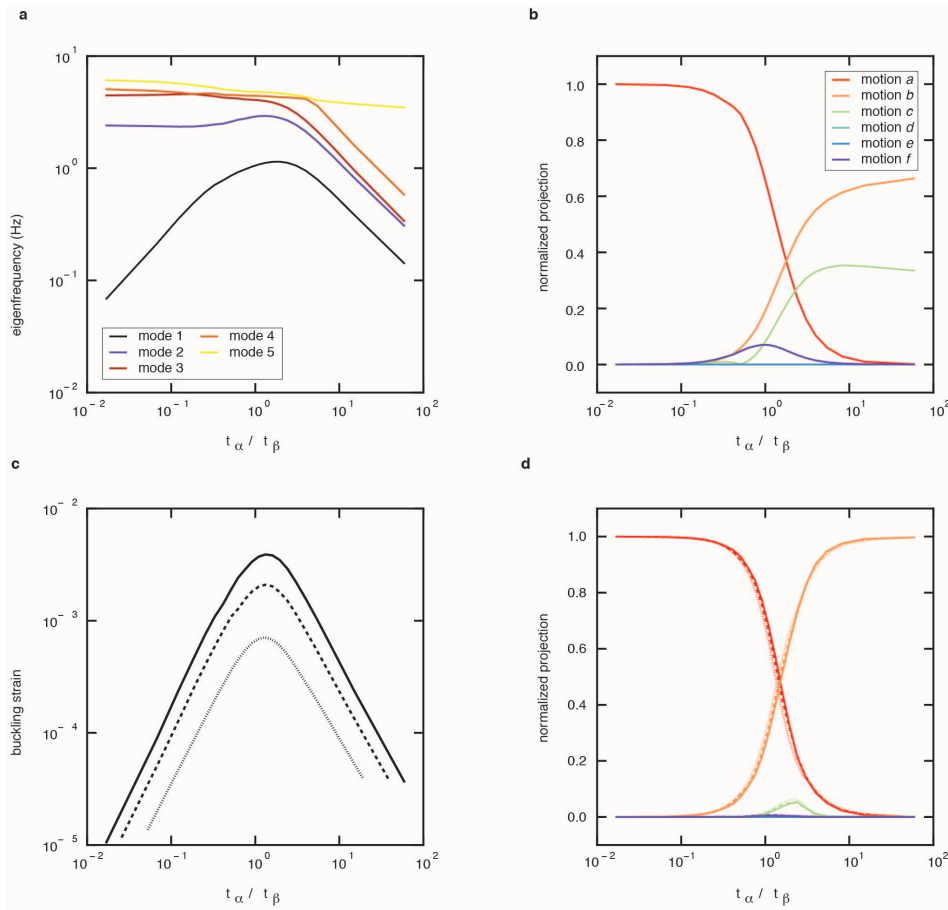 a
10 1
10 0
10 - 1
10 - 2
10 - 2
10 - 1
10 0
10 1
10 2
eigenfrequency (Hz)
t α / t β
mode 1
mode 2
mode 3
mode 4
mode 5
b
1.0
0.8
0.6
0.4
0.2
0.0
10 - 2
10 - 1
10 0
10 1
10 2
normalized projection
t α / t β
motion a
motion b
motion c
motion d
motion e
motion f
c
10 - 2
10 - 3
10 - 4
10 - 5
10 - 2
10 - 1
10 0
10 1
10 2
buckling strain
t α / t β
d
1.0
0.8
0.6
0.4
0.2
0.0
10 - 2
10 - 1
10 0
10 1
10 2
normalized projection
t α / t β